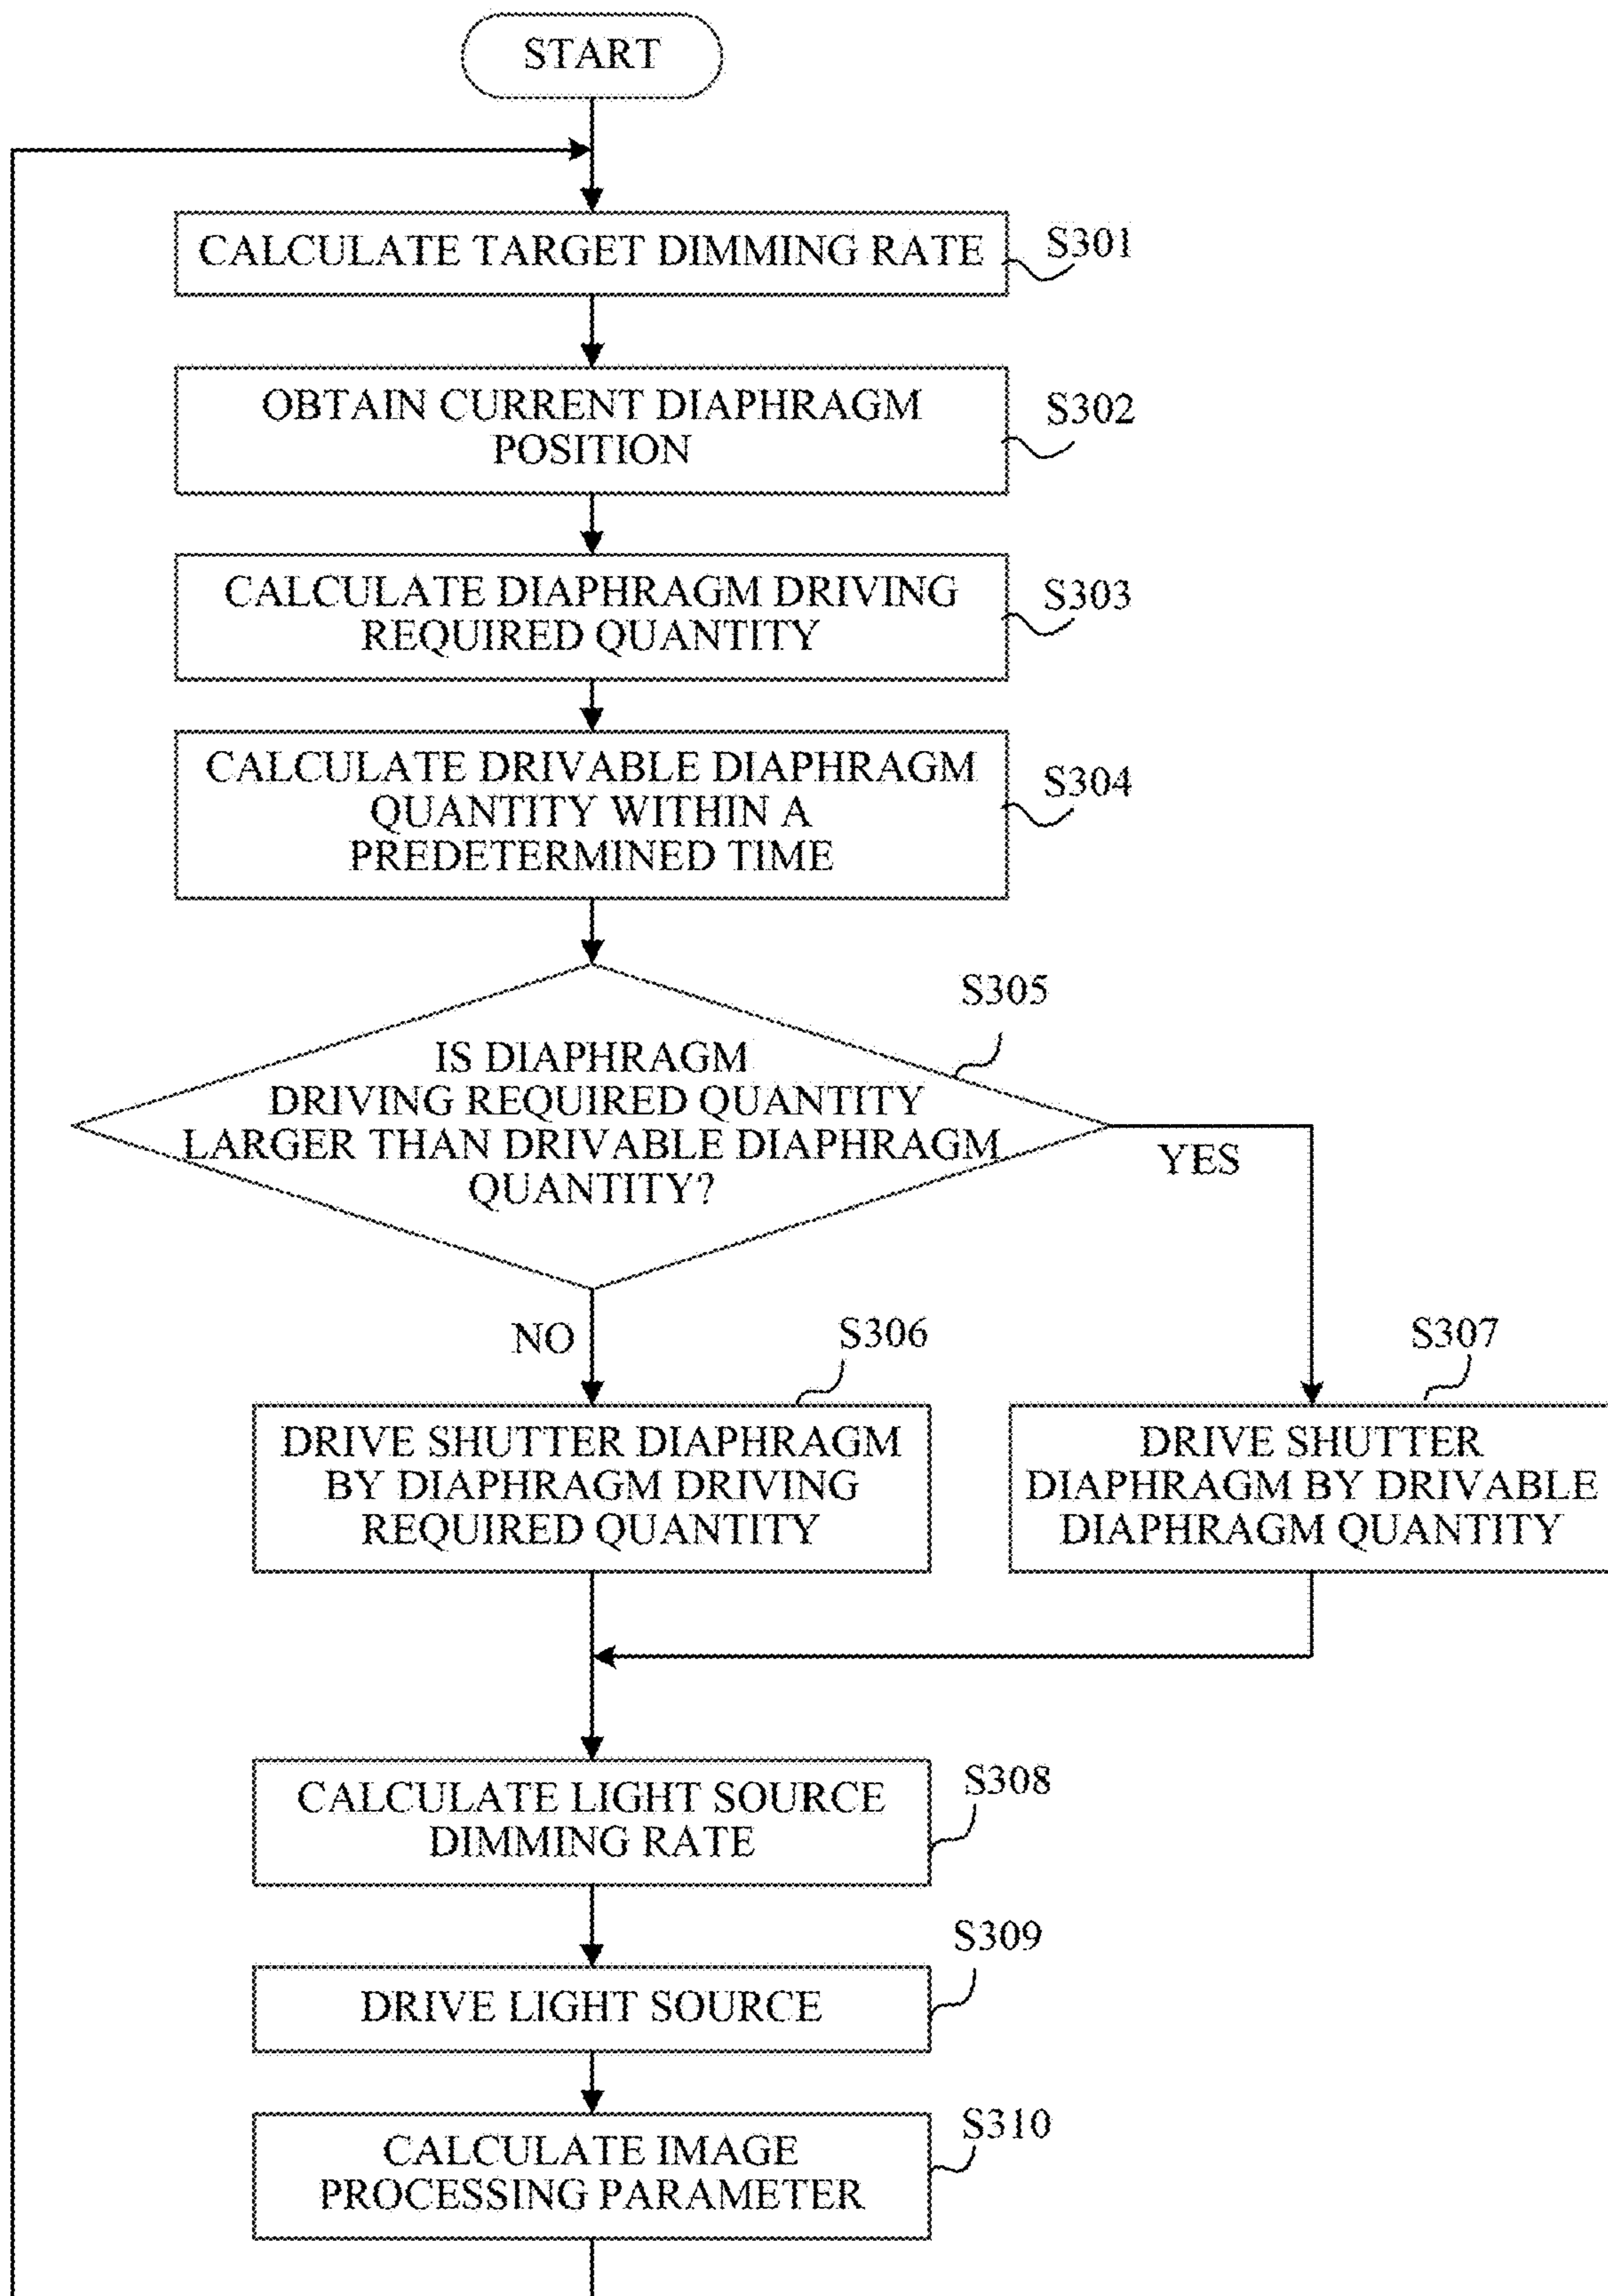 START
CALCULATE TARGET DIMMING RATE
S301
OBTAIN CURRENT DIAPHRAGM
POSITION
S302
CALCULATE DIAPHRAGM DRIVING
REQUIRED QUANTITY
S303
CALCULATE DRIVABLE DIAPHRAGM
QUANTITY WITHIN A
PREDETERMINED TIME
S304
S305
IS DIAPHRAGM
DRIVING REQUIRED QUANTITY
LARGER THAN DRIVABLE DIAPHRAGM
QUANTITY?
YES
NO
S306
S307
DRIVE SHUTTER DIAPHRAGM
BY DIAPHRAGM DRIVING
REQUIRED QUANTITY
DRIVE SHUTTER
DIAPHRAGM BY DRIVABLE
DIAPHRAGM QUANTITY
CALCULATE LIGHT SOURCE
DIMMING RATE
S308
S309
DRIVE LIGHT SOURCE
S310
CALCULATE IMAGE
PROCESSING PARAMETER